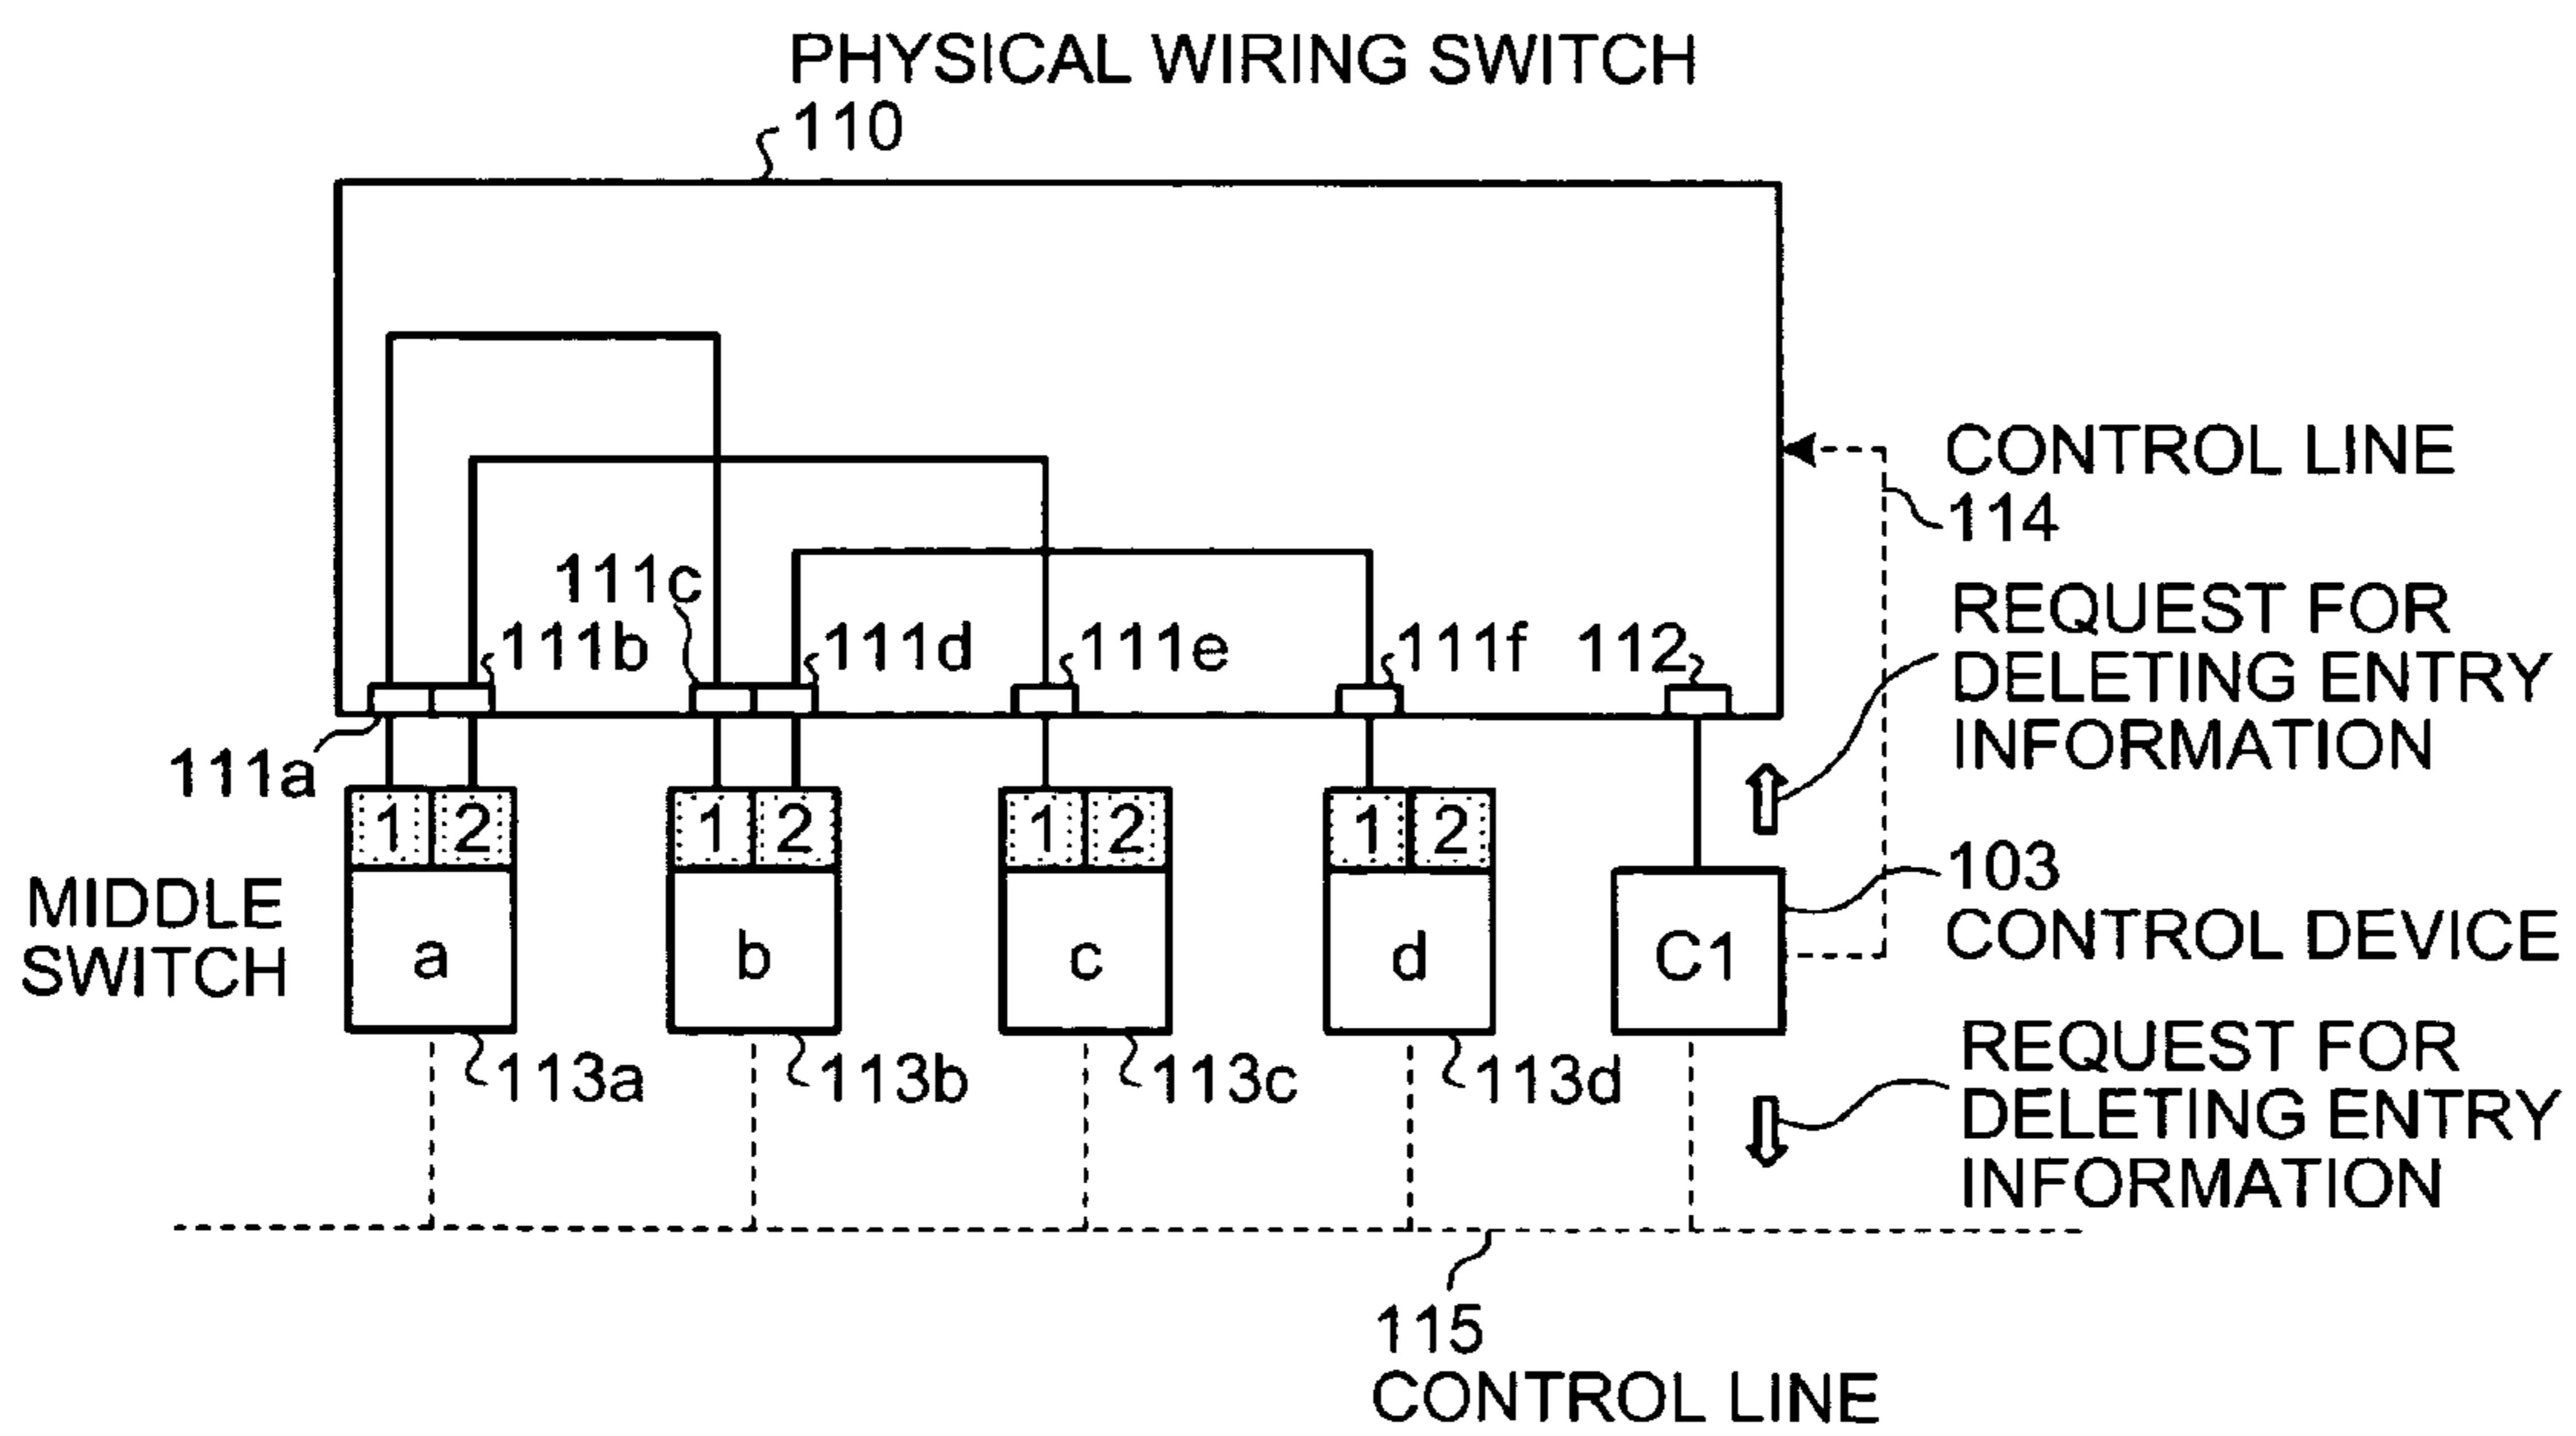 PHYSICAL WIRING SWITCH
110
CONTROL LINE
114
REQUEST FOR
DELETING ENTRY
INFORMATION
111c
111b
111d
111e
111f
112
111a
1 2
1 2
1 2
1 2
103
CONTROL DEVICE
MIDDLE
SWITCH
a
b
c
d
C1
113a
113b
113c
113d
REQUEST FOR
DELETING ENTRY
INFORMATION
115
CONTROL LINE